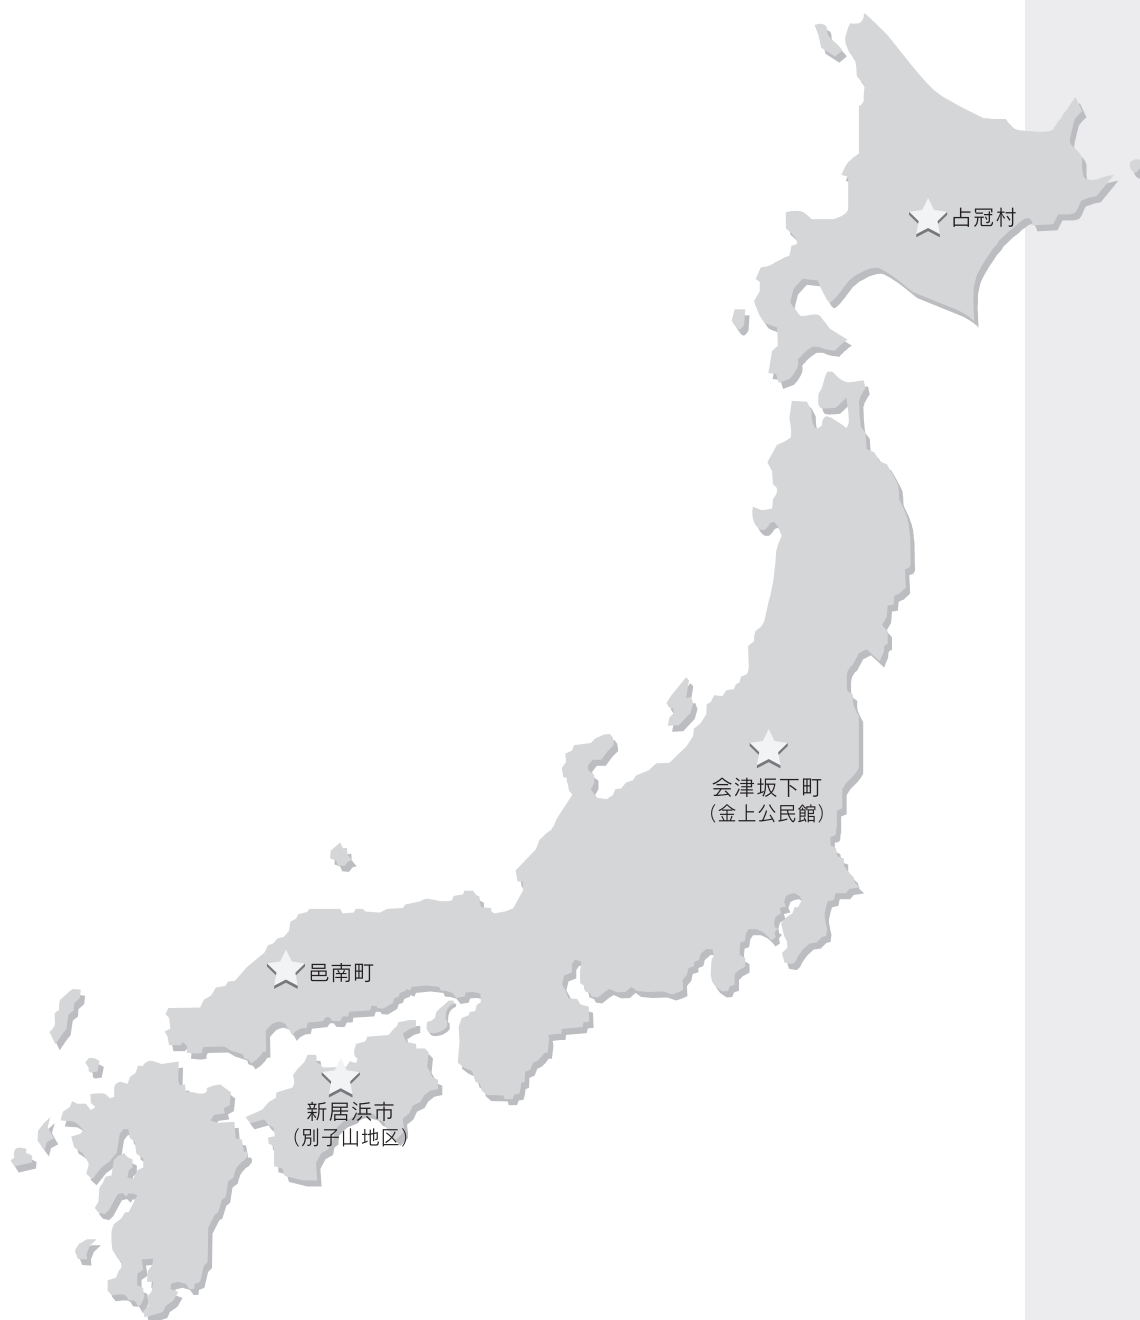 占冠村
会津坂下町
（金上公民館）
邑南町
新居浜市
（別子山地区）